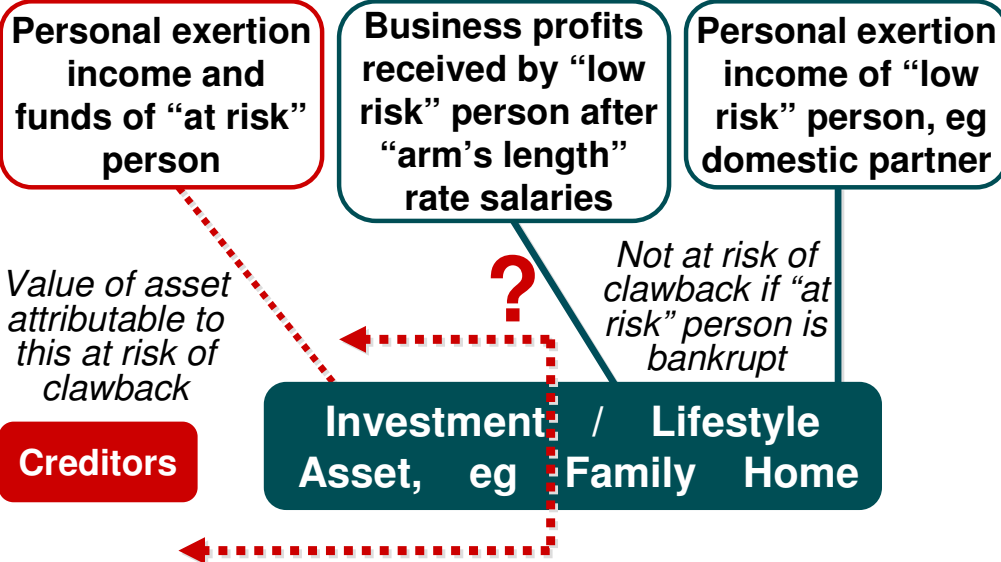 Personal exertion
income and
funds of “at risk”
person
Business profits
received by “low
risk” person after
“arm’s length”
rate salaries
Personal exertion
income of “low
risk” person, eg
domestic partner
?
Value of asset
attributable to
this at risk of
clawback
Not at risk of
clawback if “at
risk” person is
bankrupt
Investment / Lifestyle
Asset, eg Family Home
Creditors